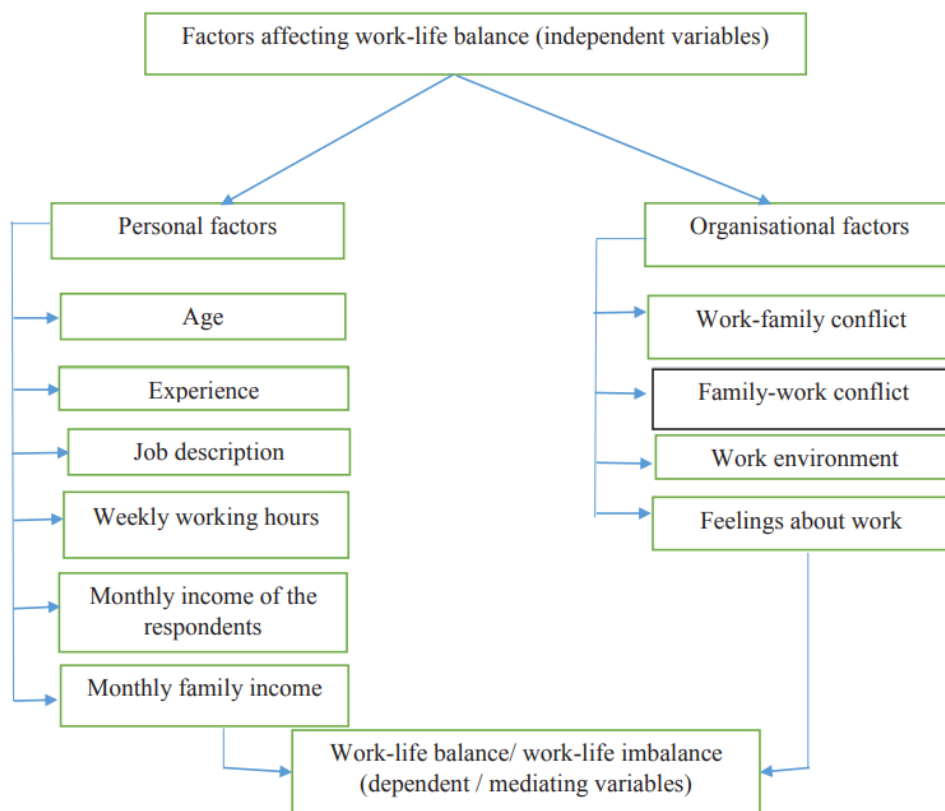 Factors affecting work-life balance (independent variables)
Personal factors
Age
Experience
Job description
Weekly working hours
Monthly income of the
respondents
Monthly family income
Organisational factors
Work-family conflict
Family-work conflict
Work environment
Feelings about work
Work-life balance/ work-life imbalance
(dependent / mediating variables)